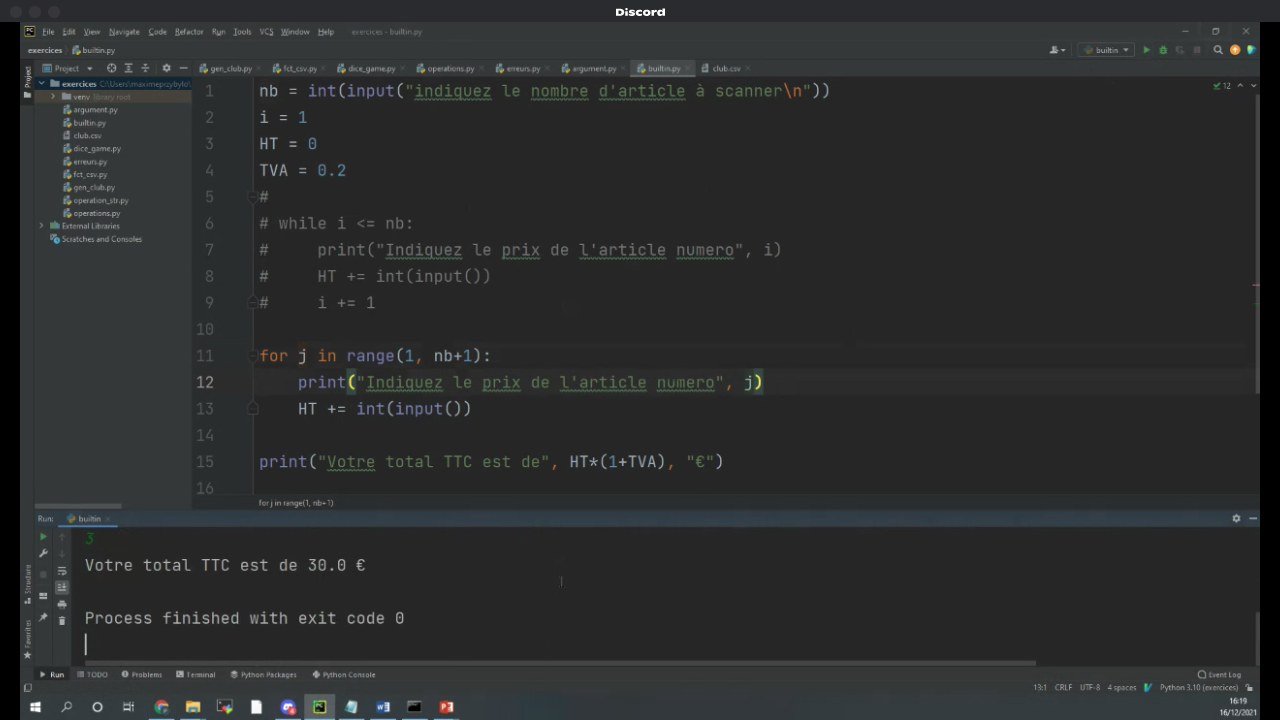 Discord
File Edit View Navigate Code Refactor Run Tools VCS Window Help exercices - builtin.py
exercices builtin.py builtin
Project gen_club.py fct_csv.py dice_game.py operations.py erreurs.py argument.py builtin.py club.csv
exercices C:\Users\maximeprzybylo\
venv library root
argument.py
builtin.py
club.csv
dice_game.py
erreurs.py
fct_csv.py
gen_club.py
operation_str.py
operations.py
External Libraries
Scratches and Consoles
12
1 nb = int(input("indiquez le nombre d'article à scanner\n"))
2 i = 1
3 HT = 0
4 TVA = 0.2
5 #
6 # while i <= nb:
7 #     print("Indiquez le prix de l'article numero", i)
8 #     HT += int(input())
9 #     i += 1
10
11 for j in range(1, nb+1):
12     print("Indiquez le prix de l'article numero", j)
13     HT += int(input())
14
15 print("Votre total TTC est de", HT*(1+TVA), "€")
16
for j in range(1, nb+1)
Run: builtin
3
Votre total TTC est de 30.0 €
Process finished with exit code 0
Structure
Favorites
Run TODO Problems Terminal Python Packages Python Console Event Log
13:1 CRLF UTF-8 4 spaces Python 3.10 (exercices)
16:19
16/12/2021